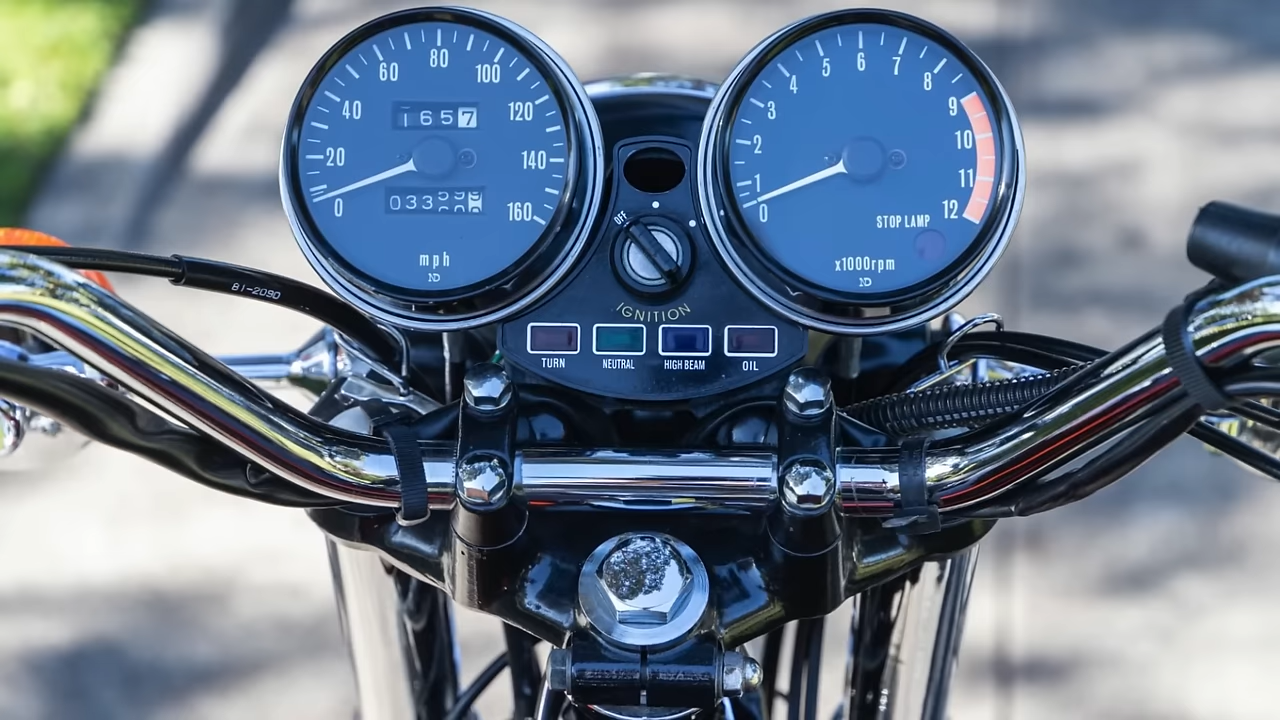 80
60
100
40
120
1657
20
140
0
160
mph
ND
6
5
7
4
8
3
9
2
10
1
11
0
12
STOP LAMP
x1000rpm
ND
OFF
IGNITION
TURN
NEUTRAL
HIGH BEAM
OIL
81-2090